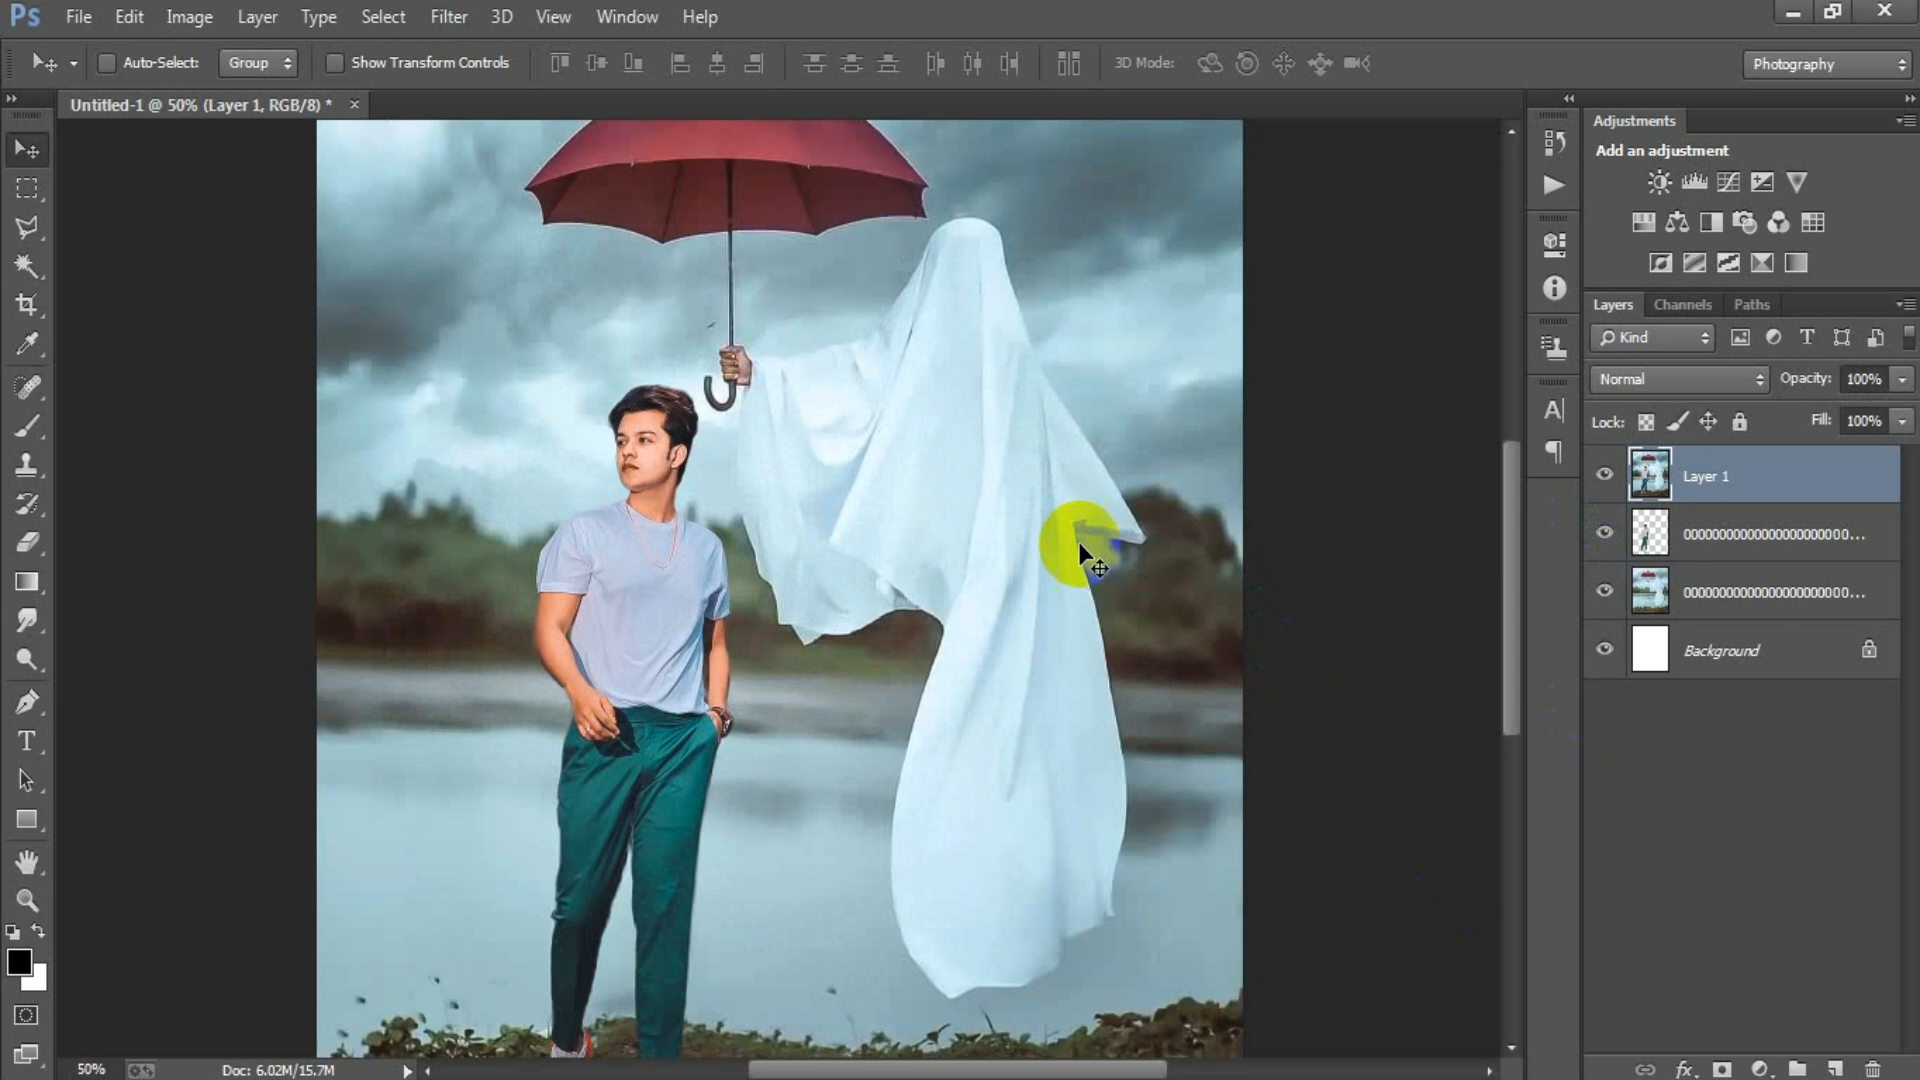 Ps File Edit Image Layer Type Select Filter 3D View Window Help
Auto-Select: Group Show Transform Controls 3D Mode: Photography
Untitled-1 @ 50% (Layer 1, RGB/8) *
Adjustments
Add an adjustment
Layers Channels Paths
Kind
Normal Opacity: 100%
Lock: Fill: 100%
Layer 1
Background
50% Doc: 6.02M/15.7M